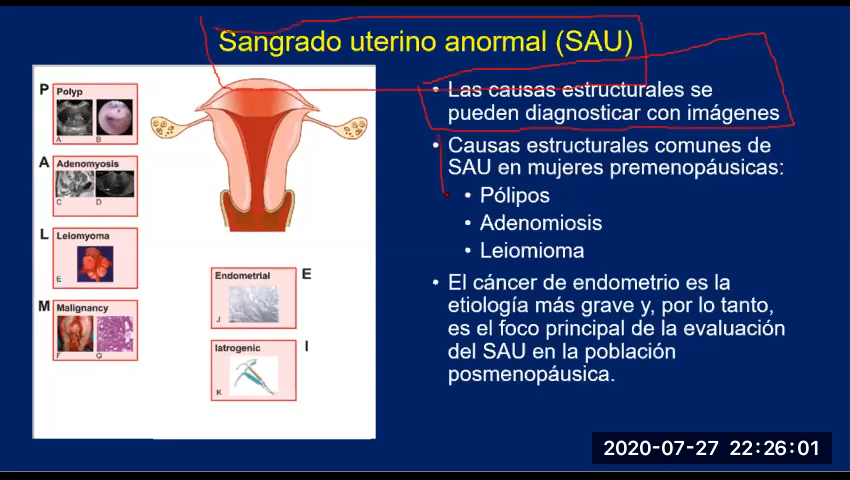 Sangrado uterino anormal (SAU)
P
Polyp
A
B
A
Adenomyosis
C
D
L
Leiomyoma
E
M
Malignancy
F
G
Endometrial
E
J
Iatrogenic
I
K
• Las causas estructurales se
pueden diagnosticar con imágenes
• Causas estructurales comunes de
SAU en mujeres premenopáusicas:
• Pólipos
• Adenomiosis
• Leiomioma
• El cáncer de endometrio es la
etiología más grave y, por lo tanto,
es el foco principal de la evaluación
del SAU en la población
posmenopáusica.
2020-07-27 22:26:01